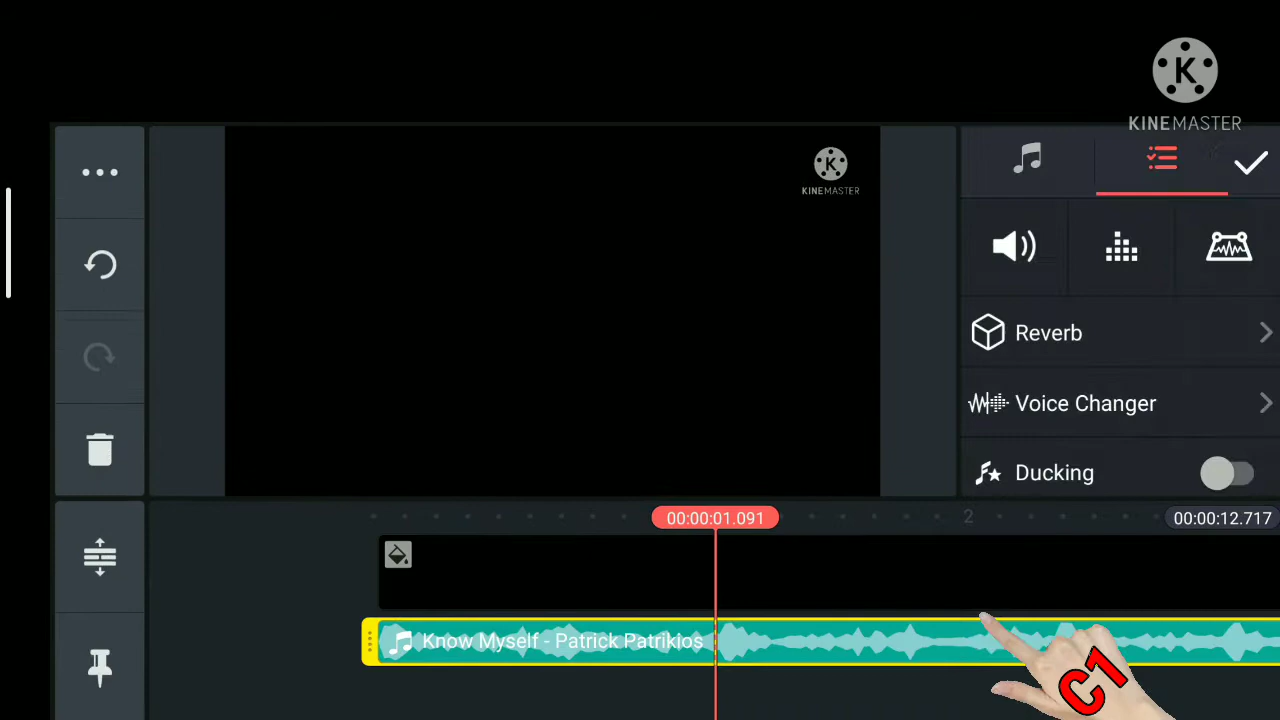 KINEMASTER
KINEMASTER
Reverb
Voice Changer
Ducking
00:00:01.091
2
00:00:12.717
Know Myself - Patrick Patrikios
C1